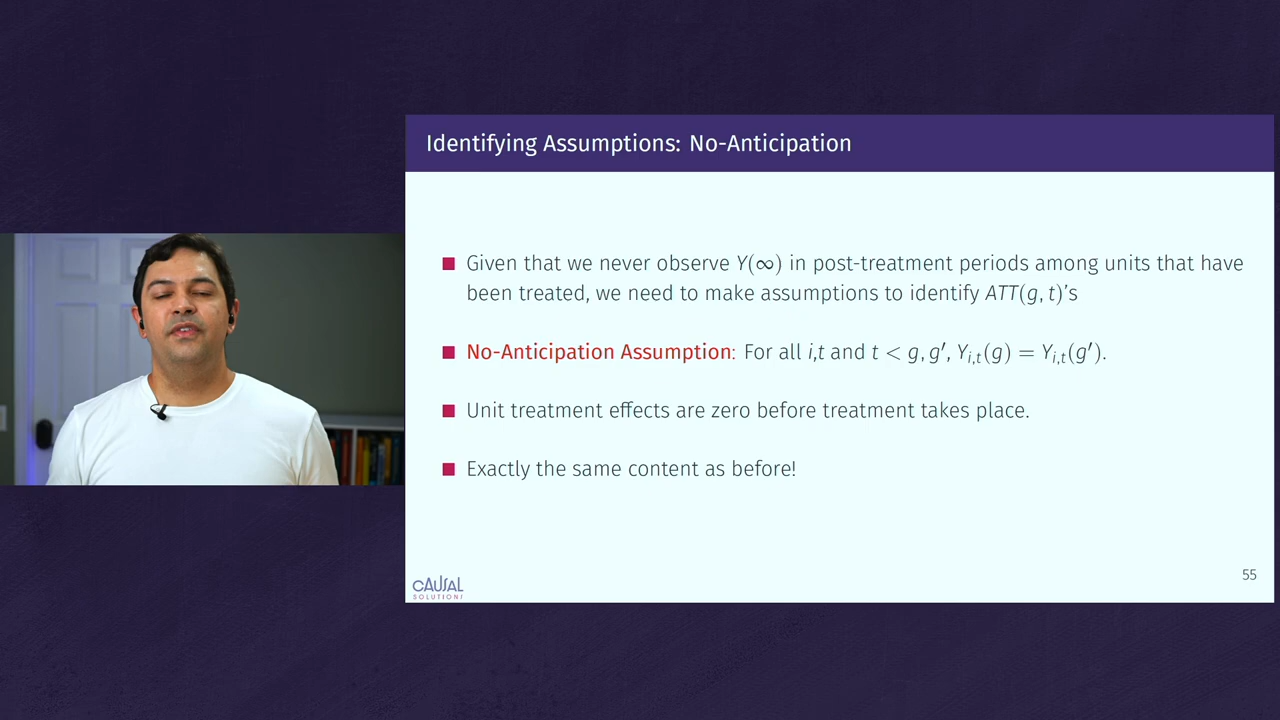 Identifying Assumptions: No-Anticipation
■ Given that we never observe Y(∞) in post-treatment periods among units that have
been treated, we need to make assumptions to identify ATT(g, t)'s
■ No-Anticipation Assumption: For all i,t and t < g, g′, Y_{i,t}(g) = Y_{i,t}(g′).
■ Unit treatment effects are zero before treatment takes place.
■ Exactly the same content as before!
55
CAUSAL
SOLUTIONS